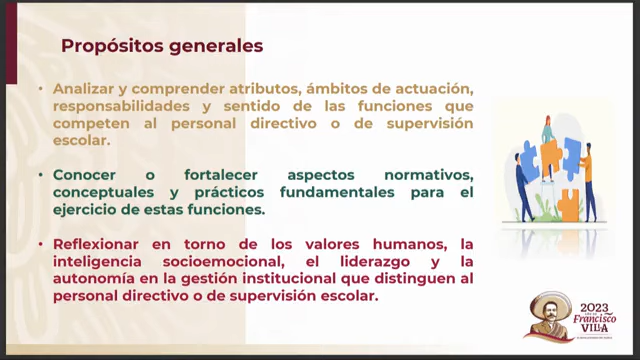 Propósitos generales
• Analizar y comprender atributos, ámbitos de actuación,
responsabilidades y sentido de las funciones que
competen al personal directivo o de supervisión
escolar.
• Conocer o fortalecer aspectos normativos,
conceptuales y prácticos fundamentales para el
ejercicio de estas funciones.
• Reflexionar en torno de los valores humanos, la
inteligencia socioemocional, el liderazgo y la
autonomía en la gestión institucional que distinguen al
personal directivo o de supervisión escolar.
2023
Francisco
VILLA